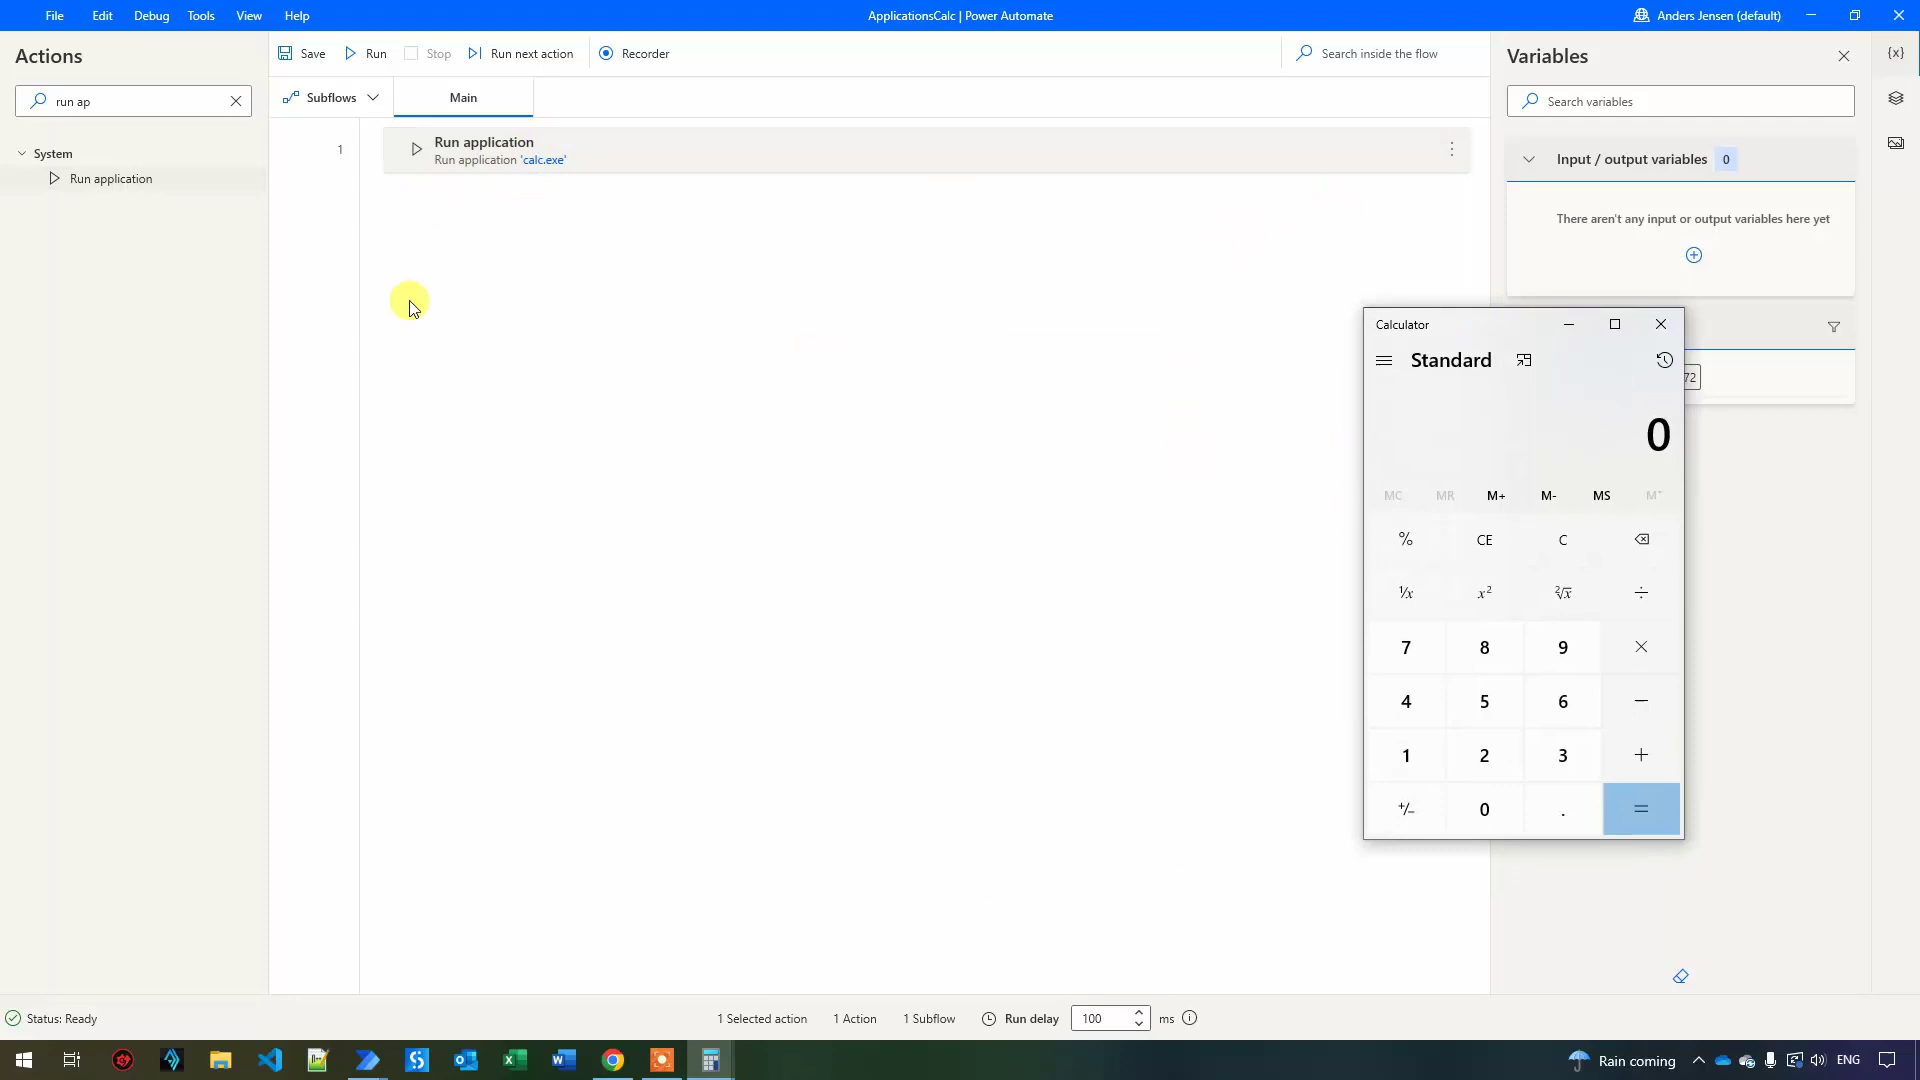 File Edit Debug Tools View Help
ApplicationsCalc | Power Automate
Anders Jensen (default)
Actions
run ap
System
Run application
Save Run Stop Run next action Recorder
Search inside the flow
Subflows Main
1
Run application
Run application 'calc.exe'
Variables
{x}
Search variables
Input / output variables 0
There aren't any input or output variables here yet
72
Calculator
Standard
0
MC MR M+ M- MS M˅
% CE C
⅟x x² ²√x ÷
7 8 9 ×
4 5 6 −
1 2 3 +
+/− 0 . =
Status: Ready
1 Selected action 1 Action 1 Subflow Run delay 100 ms
Rain coming
ENG